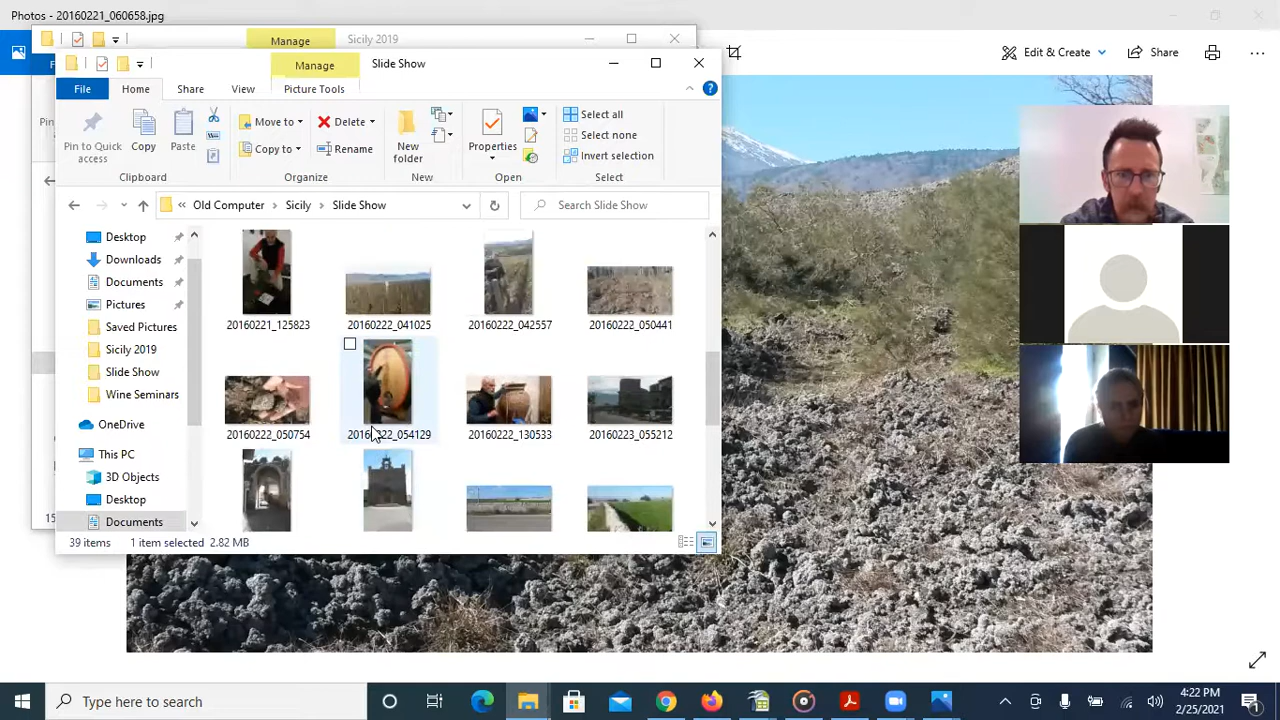 Photos - 20160221_060658.jpg
Manage
Sicily 2019
Edit & Create
Share
Manage
Slide Show
File
Home
Share
View
Picture Tools
Pin to Quick access
Copy
Paste
Move to
Copy to
Delete
Rename
New folder
Properties
Select all
Select none
Invert selection
Clipboard
Organize
New
Open
Select
« Old Computer > Sicily > Slide Show
Search Slide Show
Desktop
Downloads
Documents
Pictures
Saved Pictures
Sicily 2019
Slide Show
Wine Seminars
OneDrive
This PC
3D Objects
Desktop
Documents
20160221_125823
20160222_041025
20160222_042557
20160222_050441
20160222_050754
20160222_054129
20160222_130533
20160223_055212
39 items
1 item selected 2.82 MB
Type here to search
4:22 PM
2/25/2021
1